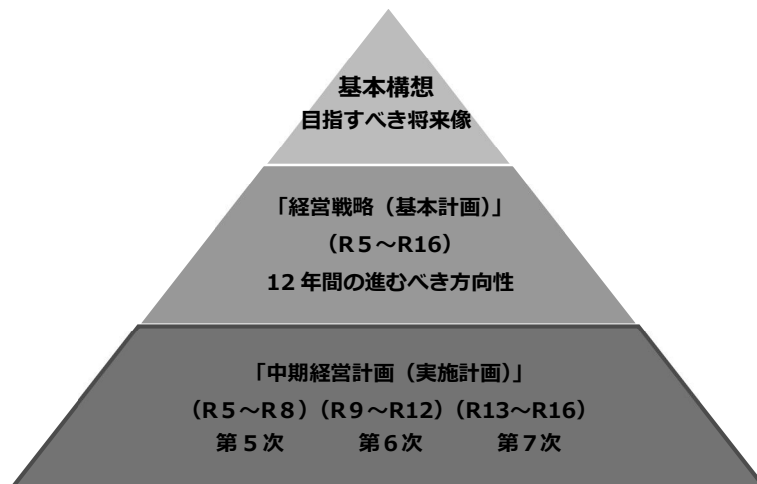 基本構想
目指すべき将来像
「経営戦略（基本計画）」
（R５～R16）
12 年間の進むべき方向性
「中期経営計画（実施計画）」
（R５～R８）（R９～R12）（R13～R16）
第５次　第６次　第７次